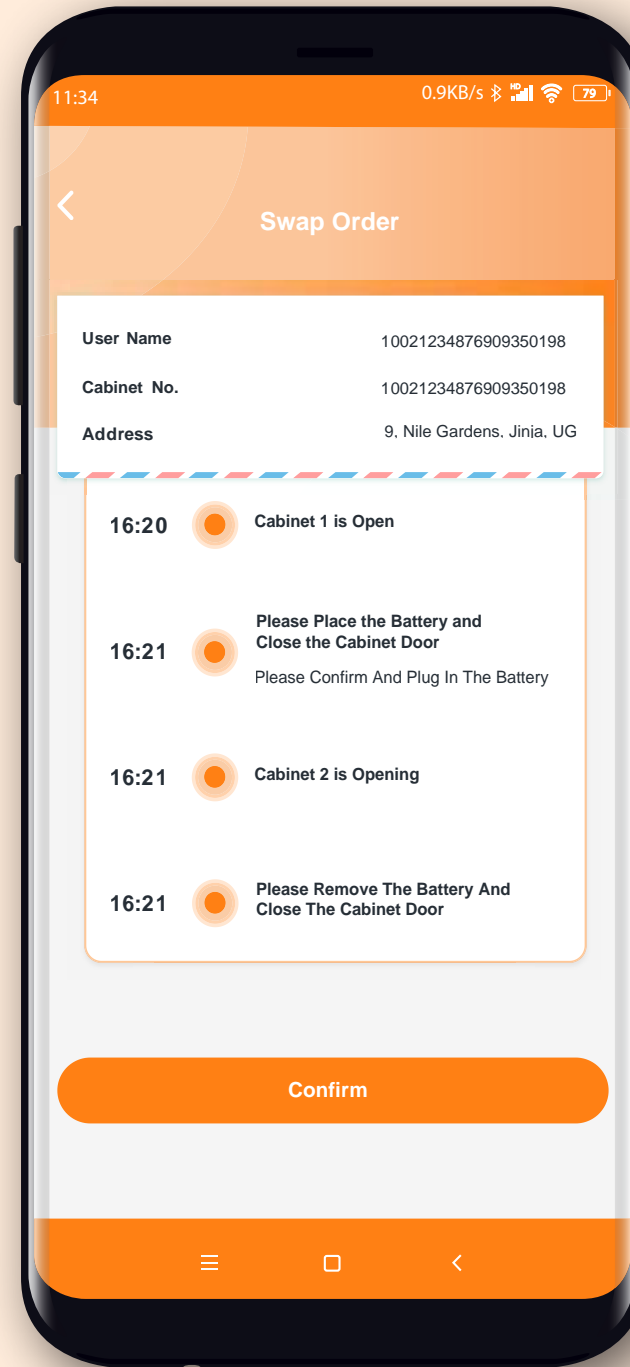 11:34 0.9KB/s HD 79
Swap Order
User Name 10021234876909350198
Cabinet No. 10021234876909350198
Address 9, Nile Gardens, Jinja, UG
16:20 Cabinet 1 is Open
Please Place the Battery and
Close the Cabinet Door
16:21
Please Confirm And Plug In The Battery
16:21 Cabinet 2 is Opening
Please Remove The Battery And
16:21
Close The Cabinet Door
Confirm